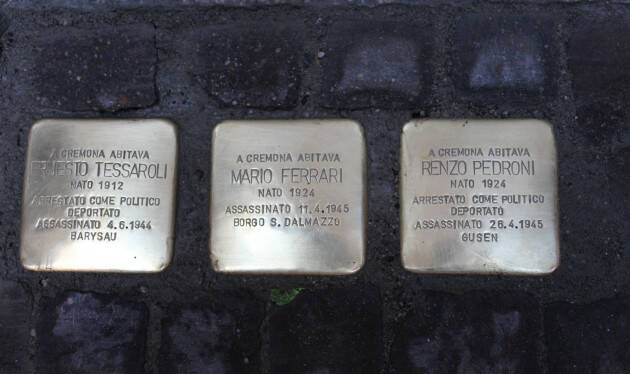 A CREMONA ABITAVA
ERNESTO TESSAROLI
NATO 1912
ARRESTATO COME POLITICO
DEPORTATO
ASSASSINATO 4.6.1944
BARYSAU
A CREMONA ABITAVA
MARIO FERRARI
NATO 1924
ASSASSINATO 11.4.1945
BORGO S. DALMAZZO
A CREMONA ABITAVA
RENZO PEDRONI
NATO 1924
ARRESTATO COME POLITICO
DEPORTATO
ASSASSINATO 26.4.1945
GUSEN